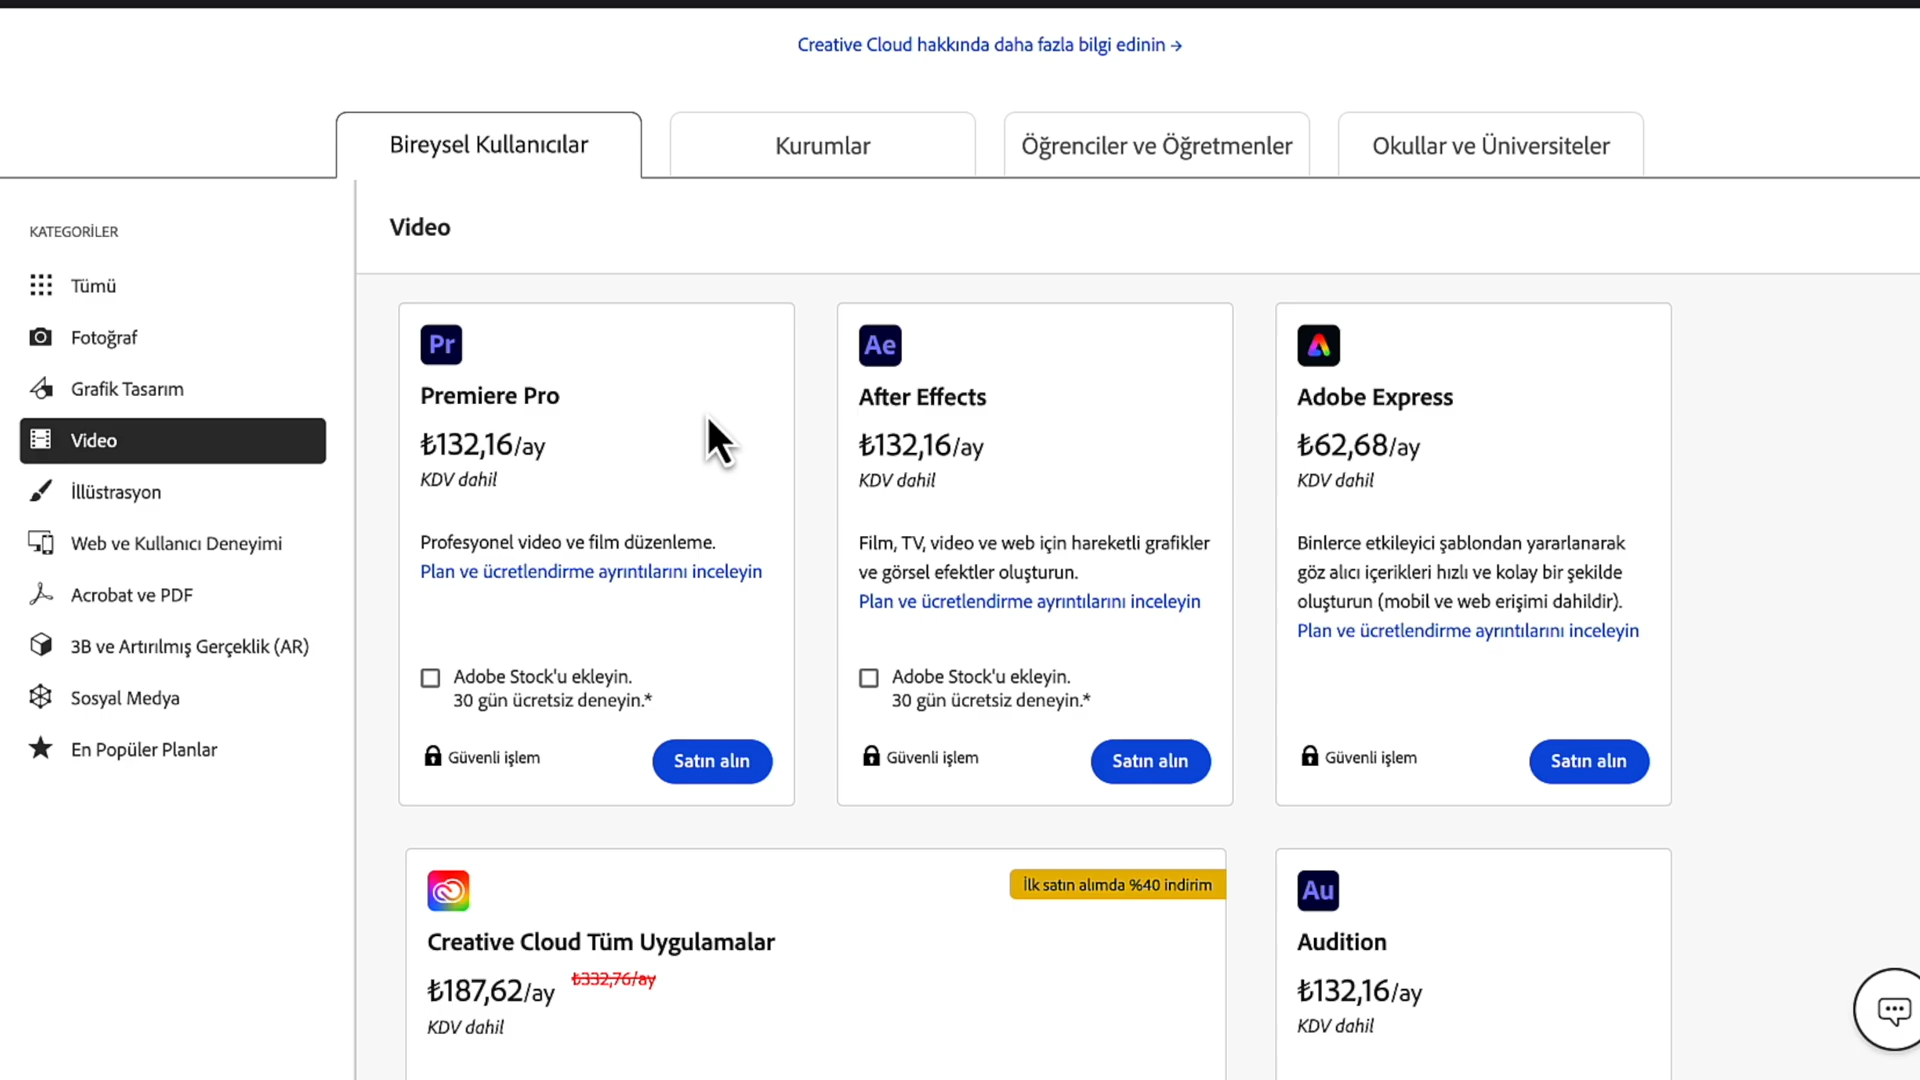 Creative Cloud hakkında daha fazla bilgi edinin →
Bireysel Kullanıcılar
Kurumlar
Öğrenciler ve Öğretmenler
Okullar ve Üniversiteler
KATEGORİLER
Tümü
Fotoğraf
Grafik Tasarım
Video
İllüstrasyon
Web ve Kullanıcı Deneyimi
Acrobat ve PDF
3B ve Artırılmış Gerçeklik (AR)
Sosyal Medya
En Popüler Planlar
Video
Pr
Premiere Pro
₺132,16/ay
KDV dahil
Profesyonel video ve film düzenleme.
Plan ve ücretlendirme ayrıntılarını inceleyin
Adobe Stock'u ekleyin.
30 gün ücretsiz deneyin.*
Güvenli işlem
Satın alın
Ae
After Effects
₺132,16/ay
KDV dahil
Film, TV, video ve web için hareketli grafikler
ve görsel efektler oluşturun.
Plan ve ücretlendirme ayrıntılarını inceleyin
Adobe Stock'u ekleyin.
30 gün ücretsiz deneyin.*
Güvenli işlem
Satın alın
Adobe Express
₺62,68/ay
KDV dahil
Binlerce etkileyici şablondan yararlanarak
göz alıcı içerikleri hızlı ve kolay bir şekilde
oluşturun (mobil ve web erişimi dahildir).
Plan ve ücretlendirme ayrıntılarını inceleyin
Güvenli işlem
Satın alın
İlk satın alımda %40 indirim
Creative Cloud Tüm Uygulamalar
₺187,62/ay ₺332,76/ay
KDV dahil
Au
Audition
₺132,16/ay
KDV dahil